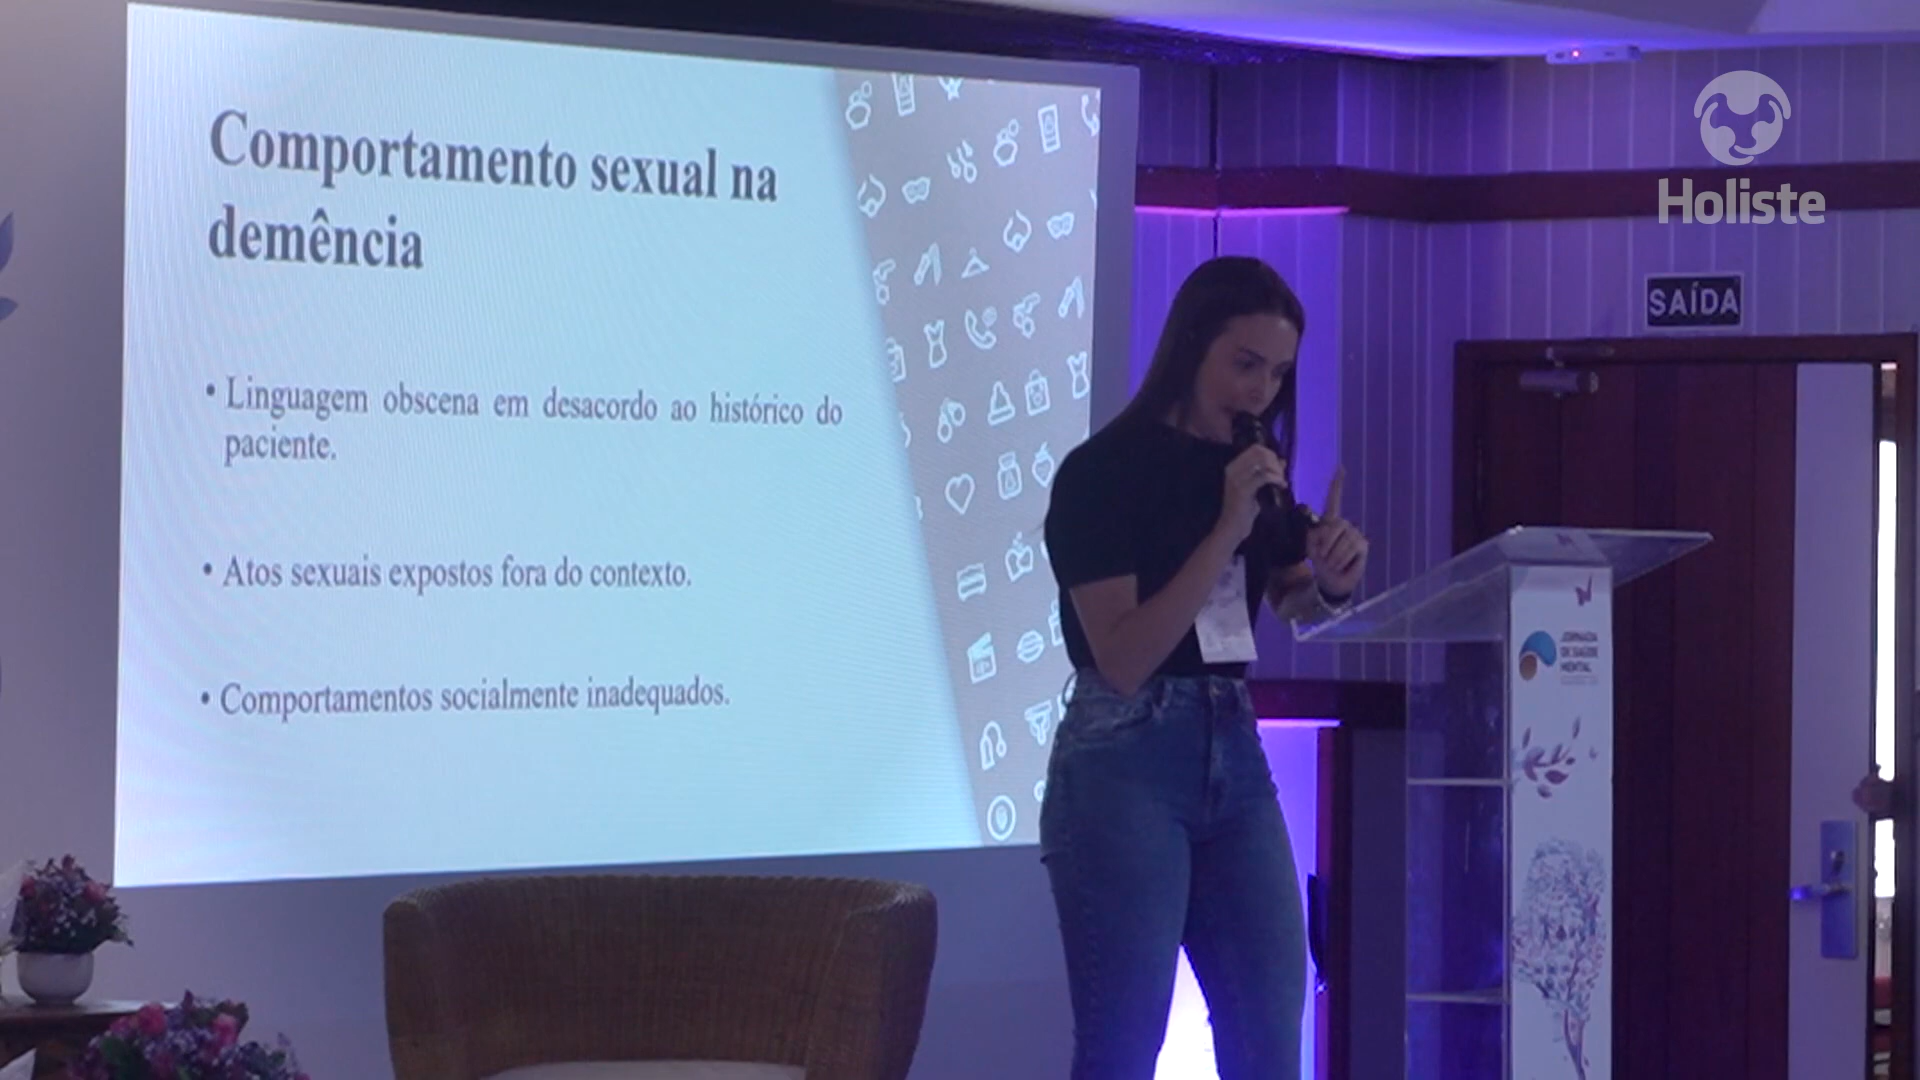 Comportamento sexual na
demência
• Linguagem obscena em desacordo ao histórico do
paciente.
• Atos sexuais expostos fora do contexto.
• Comportamentos socialmente inadequados.
Holiste
SAÍDA
JORNADA
DE SAÚDE
MENTAL